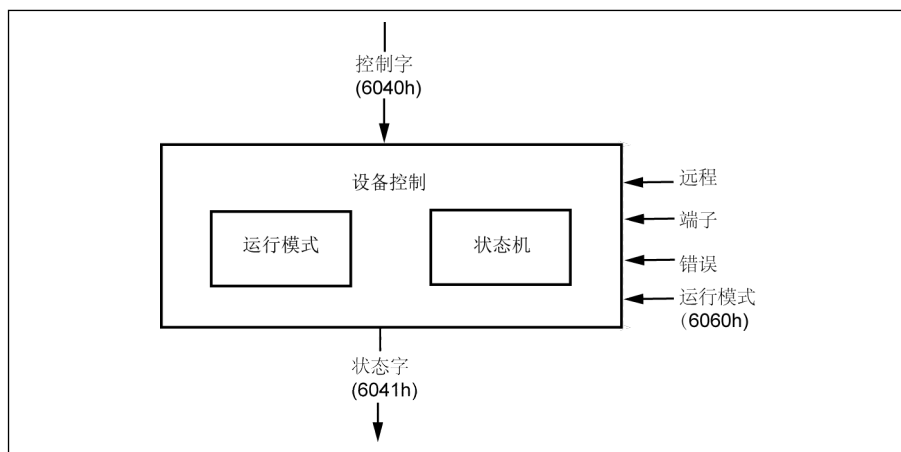 控制字
(6040h)
设备控制
运行模式
状态机
远程
端子
错误
运行模式
（6060h)
状态字
(6041h)